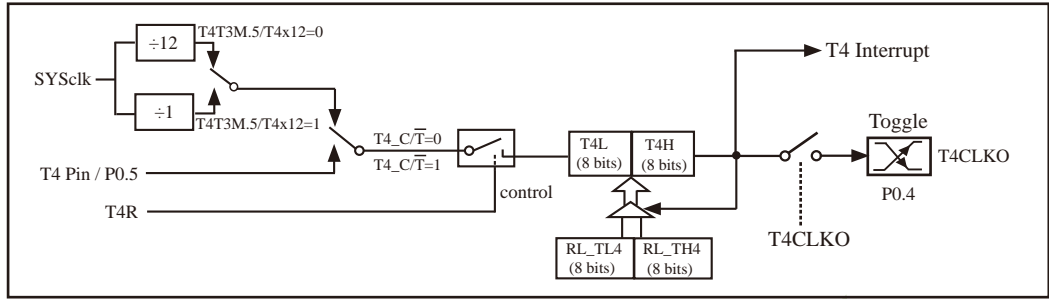 T4T3M.5/T4x12=0
÷12
SYSclk
÷1
T4T3M.5/T4x12=1
T4 Interrupt
Toggle
T4_C/T̅=0
T4_C/T̅=1
T4L
(8 bits)
T4H
(8 bits)
T4CLKO
P0.4
T4 Pin / P0.5
control
T4R
T4CLKO
RL_TL4
(8 bits)
RL_TH4
(8 bits)